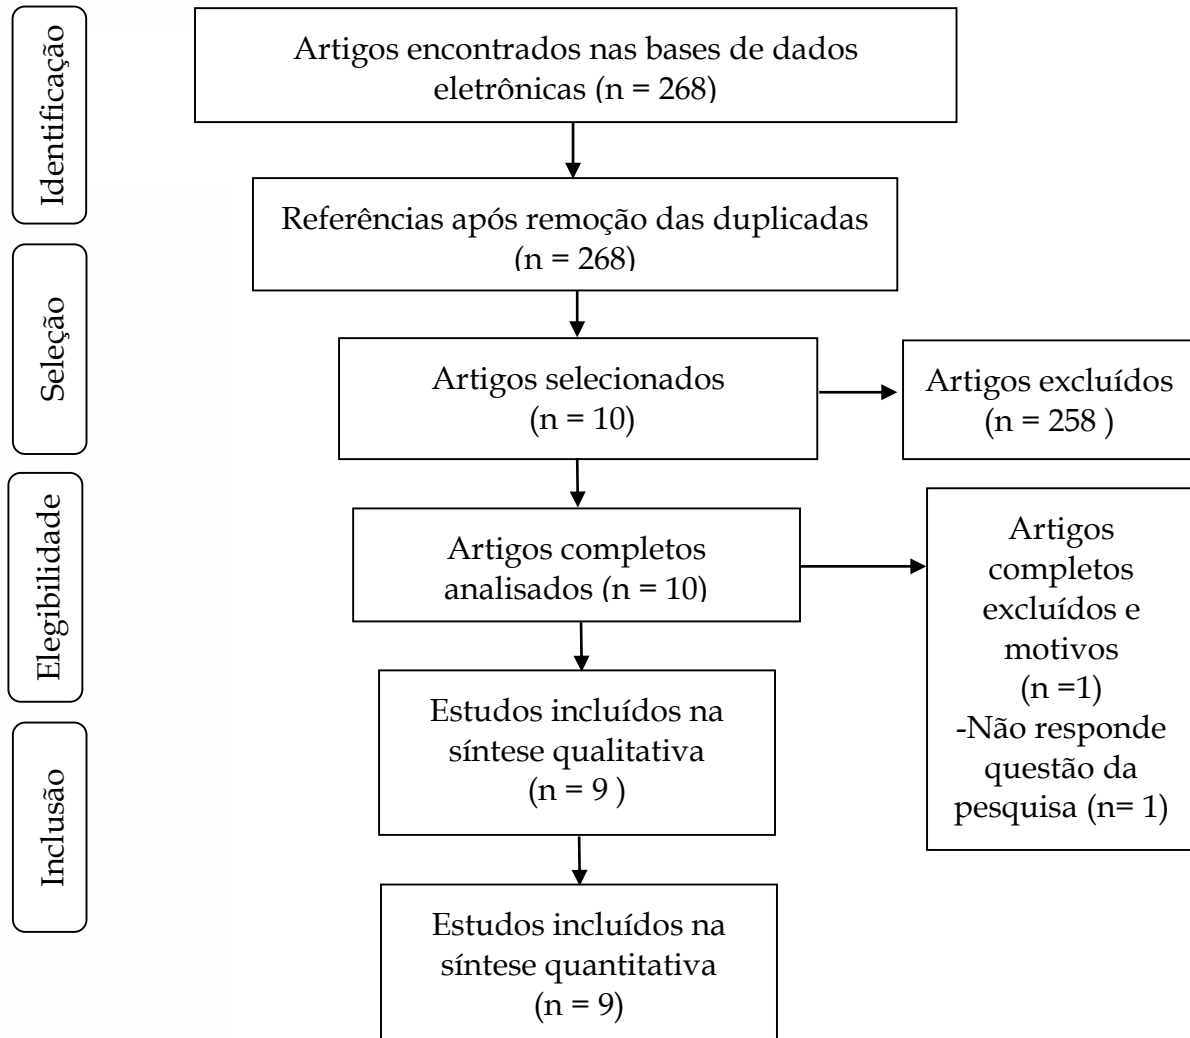 Identificação
Artigos encontrados nas bases de dados
eletrônicas (n = 268)
Referências após remoção das duplicadas
(n = 268)
Seleção
Artigos selecionados
(n = 10)
Artigos excluídos
(n = 258 )
Elegibilidade
Artigos completos
analisados (n = 10)
Artigos
completos
excluídos e
motivos
(n =1)
-Não responde
questão da
pesquisa (n= 1)
Inclusão
Estudos incluídos na
síntese qualitativa
(n = 9 )
Estudos incluídos na
síntese quantitativa
(n = 9)